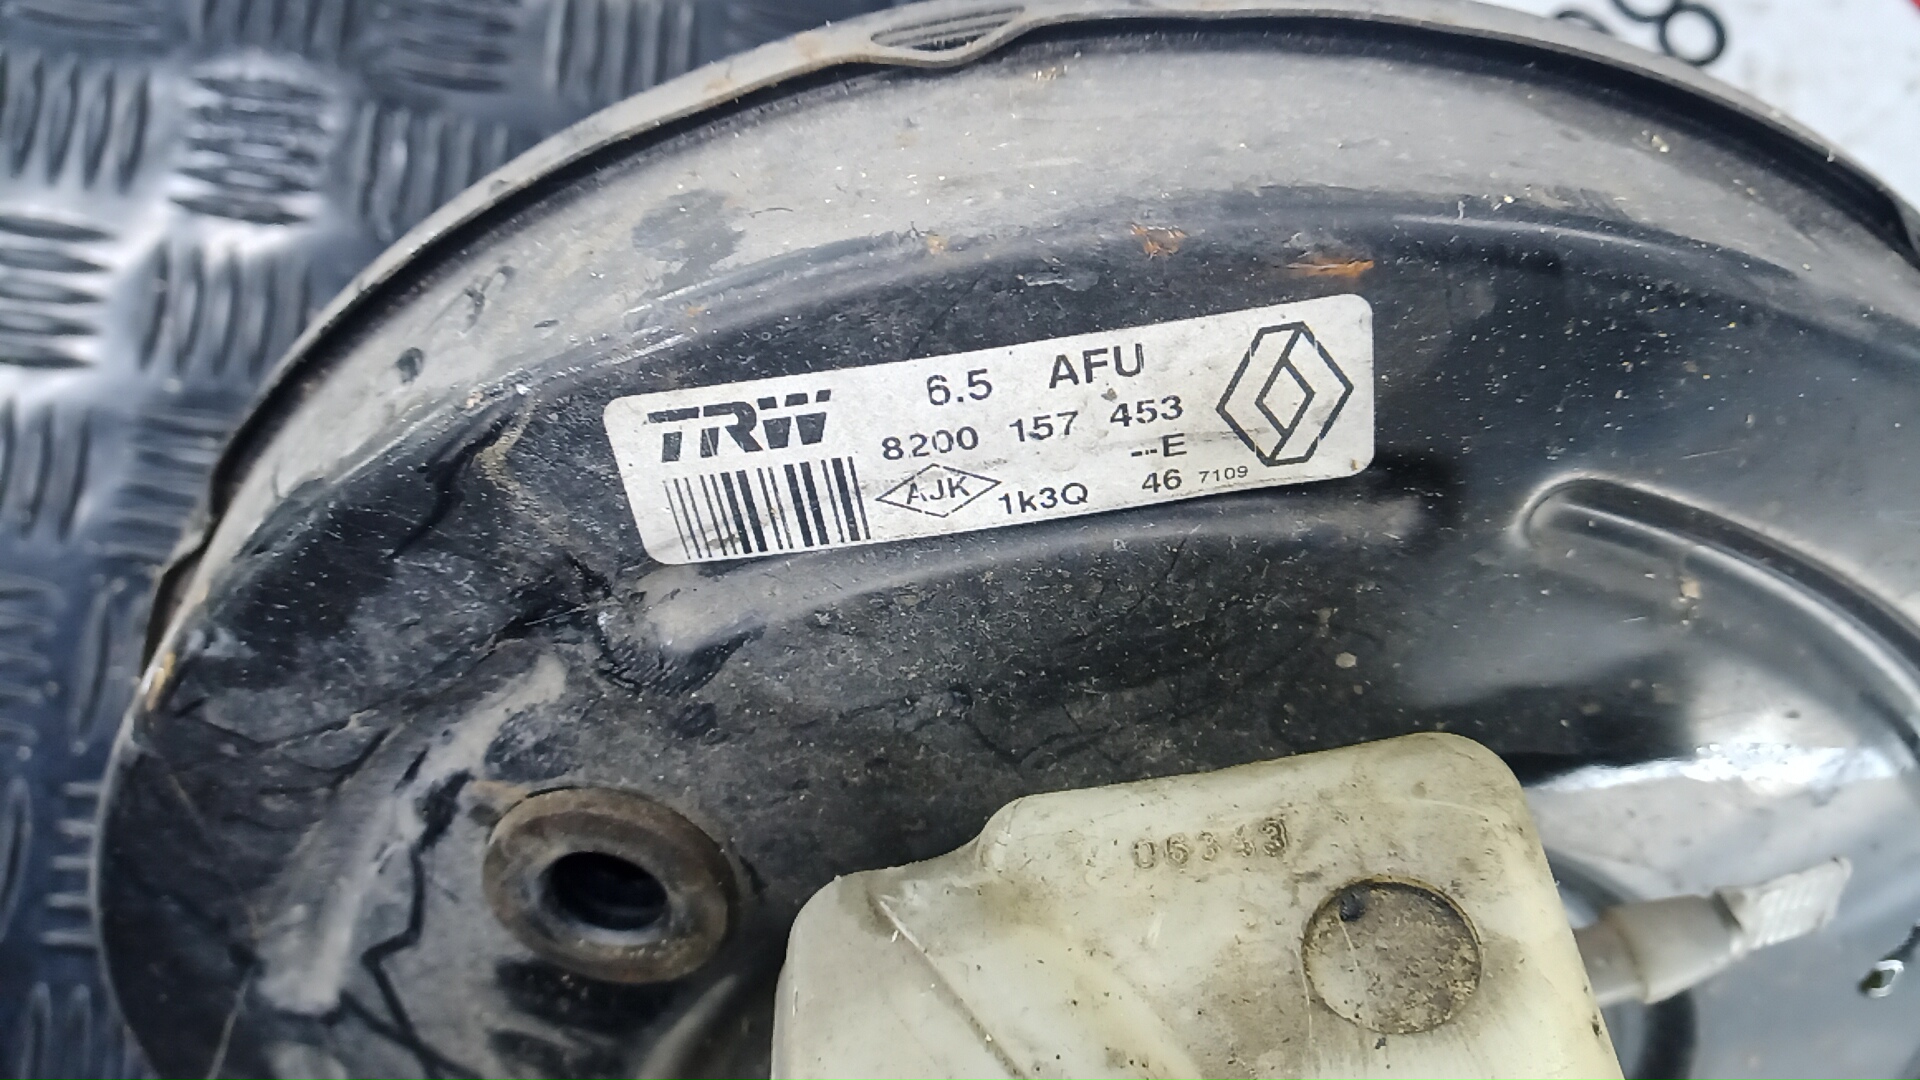 TRW 6.5 AFU
8200 157 453
--- E
AJK 1k3Q 46 7109
06343